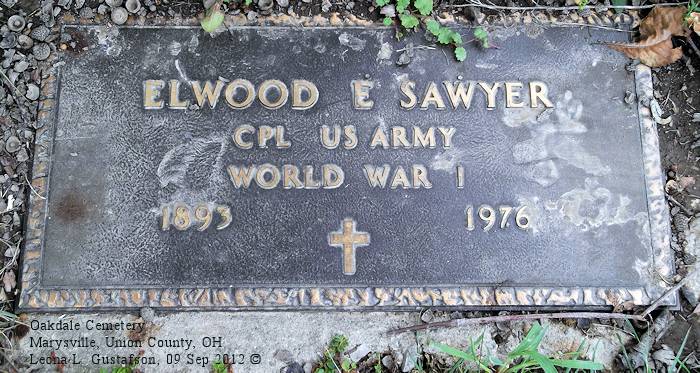 ELWOOD E SAWYER
CPL US ARMY
WORLD WAR I
1893 1976
Oakdale Cemetery
Marysville, Union County, OH
Leona L. Gustafson, 09 Sep 2012 ©